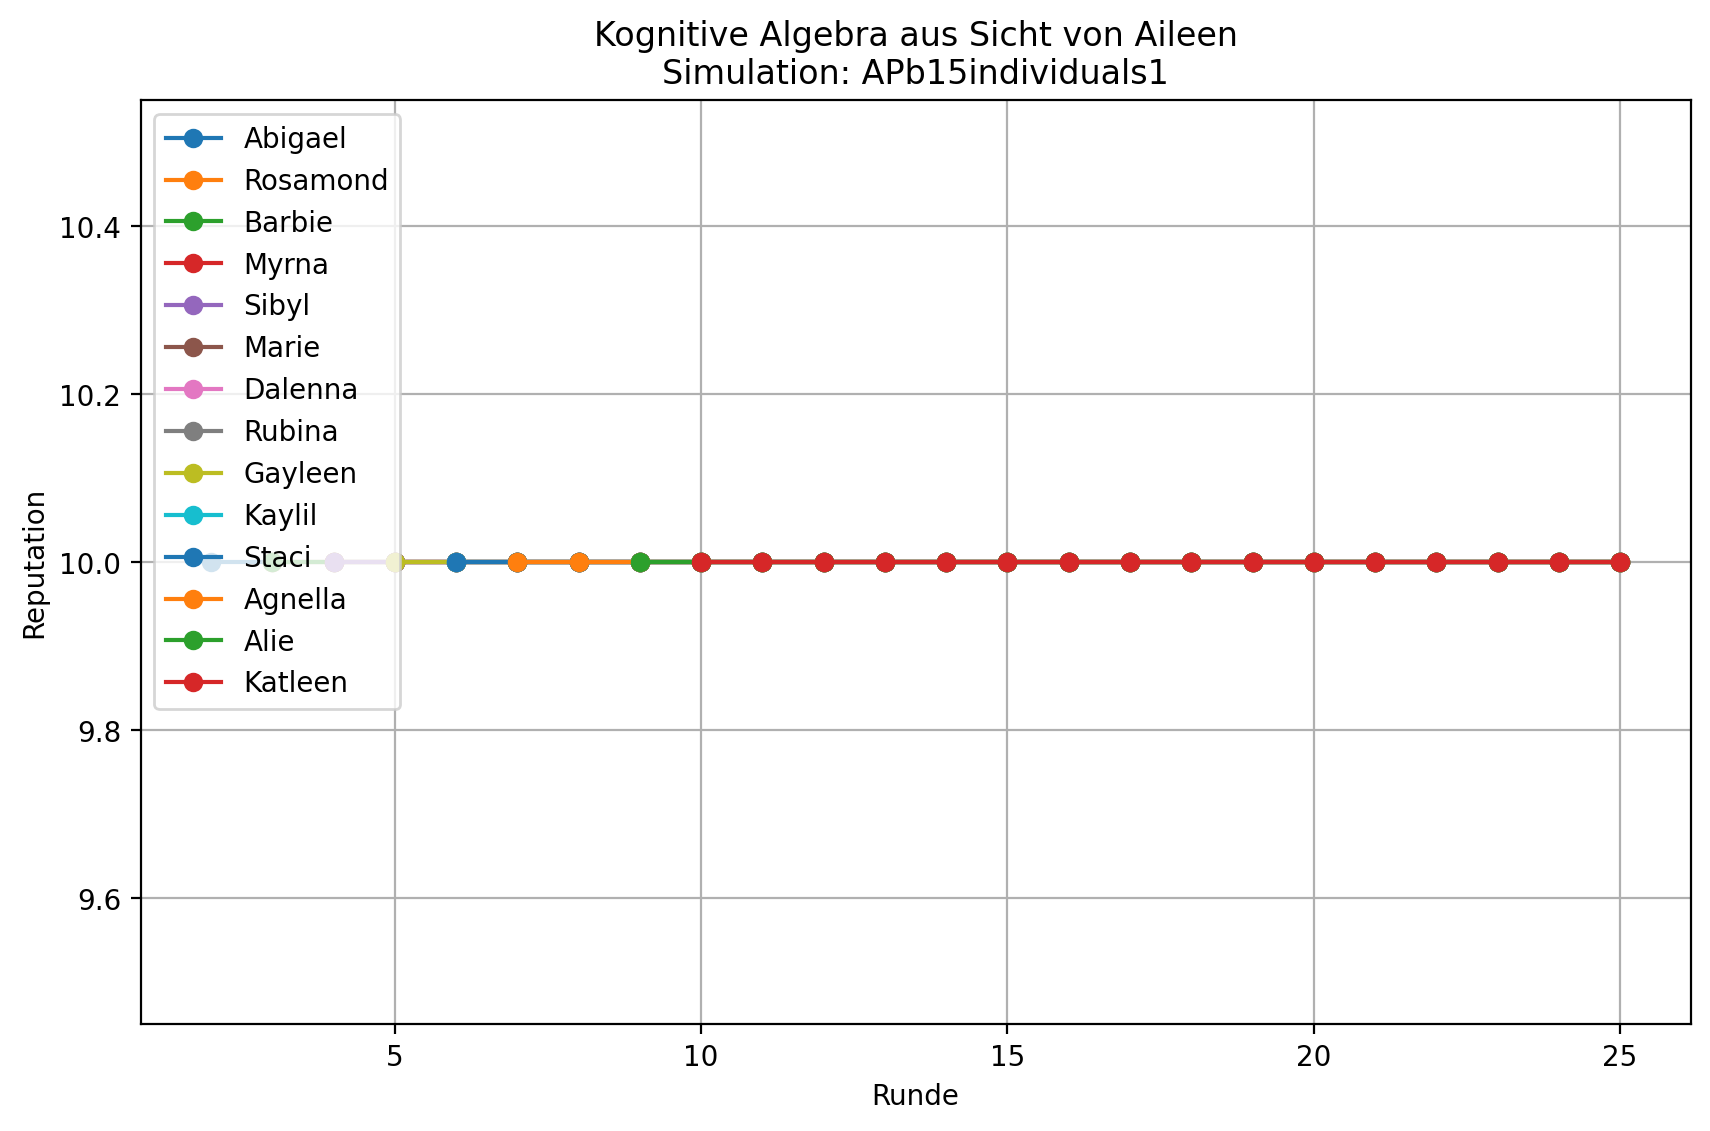 Kognitive Algebra aus Sicht von Aileen
Simulation: APb15individuals1
Abigael
Rosamond
Barbie
Myrna
Sibyl
Marie
Dalenna
Rubina
Gayleen
Kaylil
Staci
Agnella
Alie
Katleen
Reputation
10.4
10.2
10.0
9.8
9.6
5
10
15
20
25
Runde